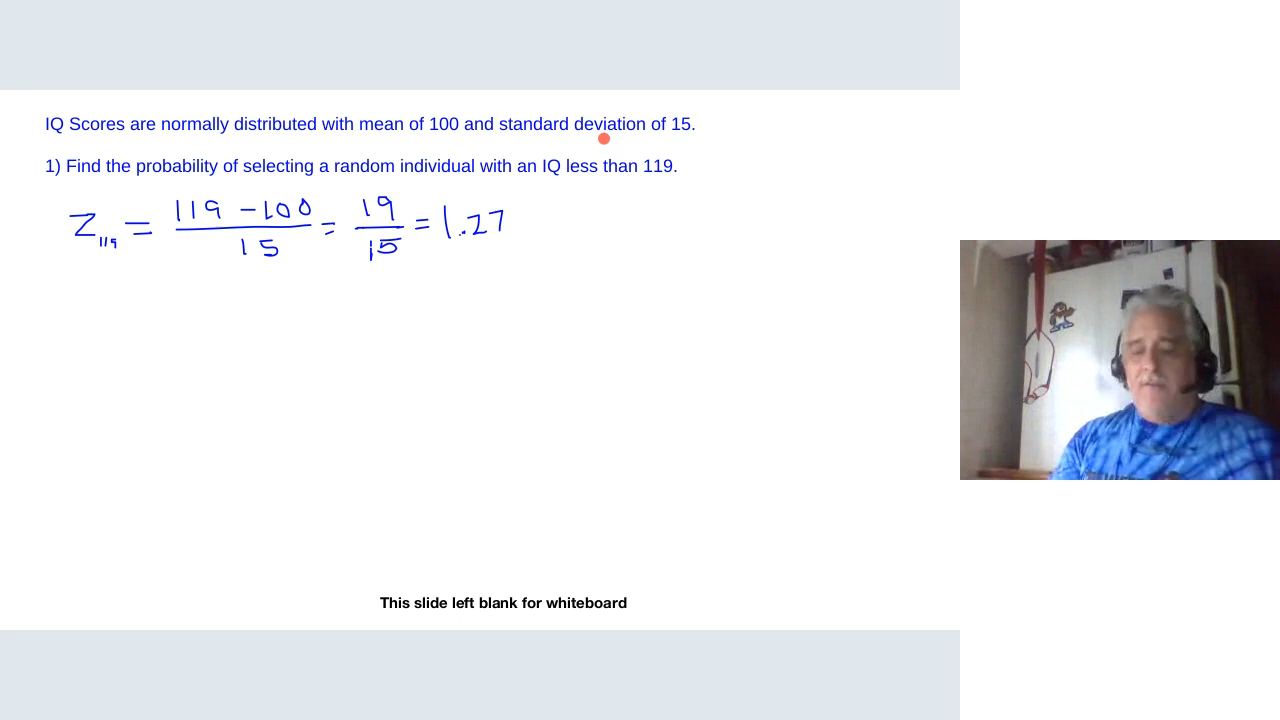 IQ Scores are normally distributed with mean of 100 and standard deviation of 15.
1) Find the probability of selecting a random individual with an IQ less than 119.
Z₁₁₉ = (119 - 100)/15 = 19/15 = 1.27
This slide left blank for whiteboard